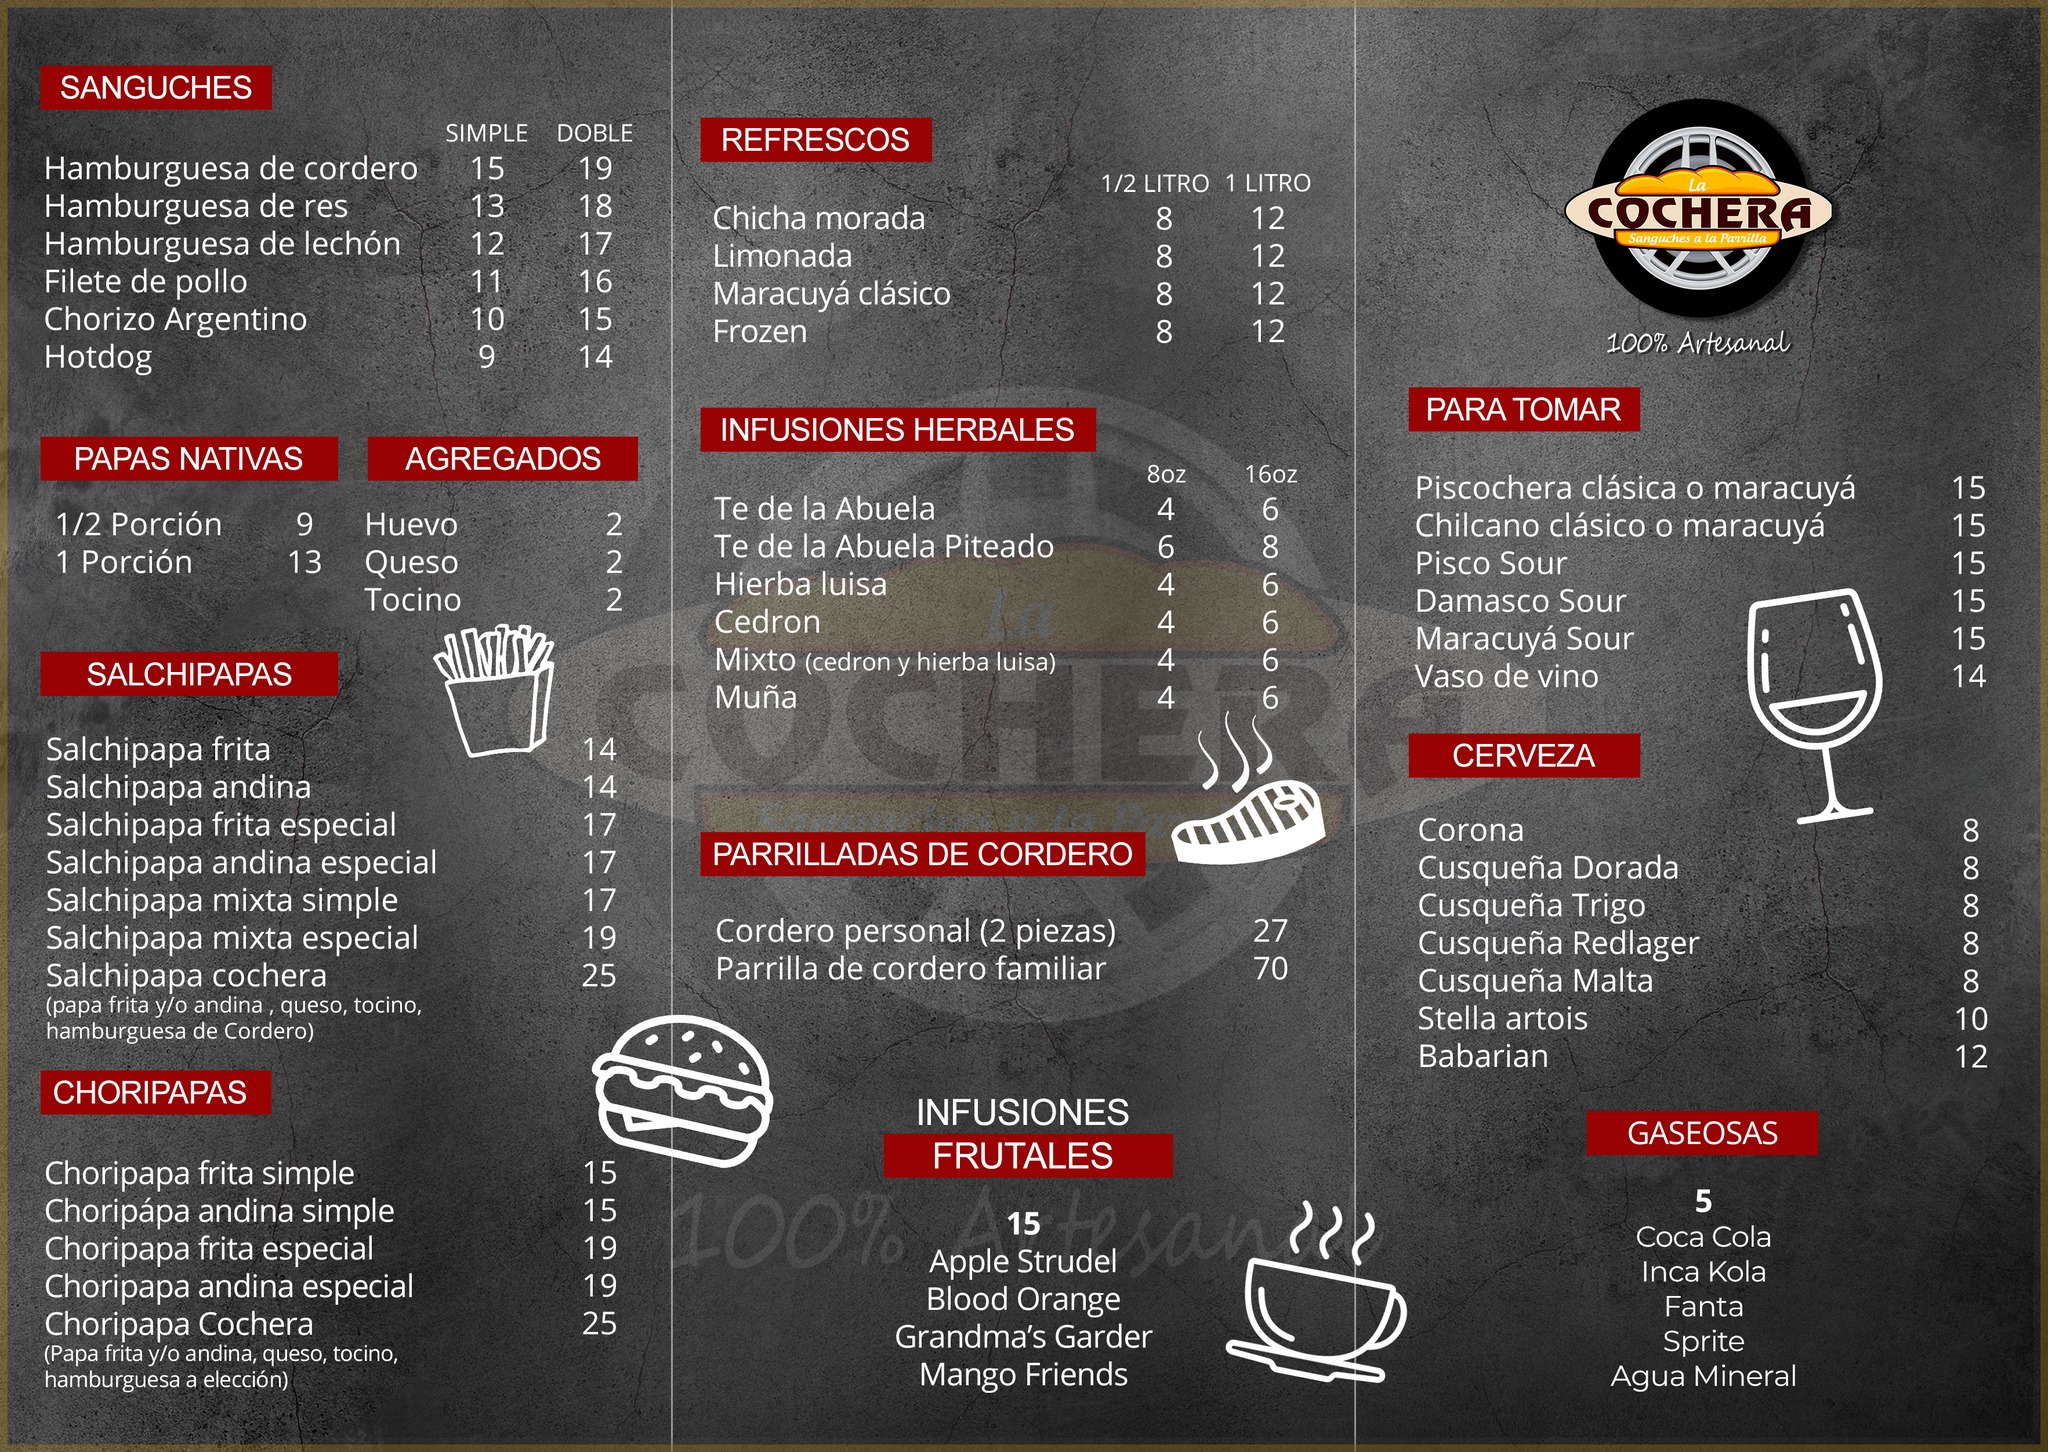 SANGUCHES
SIMPLE DOBLE
Hamburguesa de cordero 15 19
Hamburguesa de res 13 18
Hamburguesa de lechón 12 17
Filete de pollo 11 16
Chorizo Argentino 10 15
Hotdog 9 14
PAPAS NATIVAS
1/2 Porción 9
1 Porción 13
AGREGADOS
Huevo 2
Queso 2
Tocino 2
SALCHIPAPAS
Salchipapa frita 14
Salchipapa andina 14
Salchipapa frita especial 17
Salchipapa andina especial 17
Salchipapa mixta simple 17
Salchipapa mixta especial 19
Salchipapa cochera 25
(papa frita y/o andina , queso, tocino,
hamburguesa de Cordero)
CHORIPAPAS
Choripapa frita simple 15
Choripápa andina simple 15
Choripapa frita especial 19
Choripapa andina especial 19
Choripapa Cochera 25
(Papa frita y/o andina, queso, tocino,
hamburguesa a elección)
REFRESCOS
1/2 LITRO 1 LITRO
Chicha morada 8 12
Limonada 8 12
Maracuyá clásico 8 12
Frozen 8 12
INFUSIONES HERBALES
8oz 16oz
Te de la Abuela 4 6
Te de la Abuela Piteado 6 8
Hierba luisa 4 6
Cedron 4 6
Mixto (cedron y hierba luisa) 4 6
Muña 4 6
La
COCHERA
Sanguches a la Parrilla
100% Artesanal
PARRILLADAS DE CORDERO
Cordero personal (2 piezas) 27
Parrilla de cordero familiar 70
INFUSIONES
FRUTALES
15
Apple Strudel
Blood Orange
Grandma's Garder
Mango Friends
La
COCHERA
Sanguches a la Parrilla
100% Artesanal
PARA TOMAR
Piscochera clásica o maracuyá 15
Chilcano clásico o maracuyá 15
Pisco Sour 15
Damasco Sour 15
Maracuyá Sour 15
Vaso de vino 14
CERVEZA
Corona 8
Cusqueña Dorada 8
Cusqueña Trigo 8
Cusqueña Redlager 8
Cusqueña Malta 8
Stella artois 10
Babarian 12
GASEOSAS
5
Coca Cola
Inca Kola
Fanta
Sprite
Agua Mineral